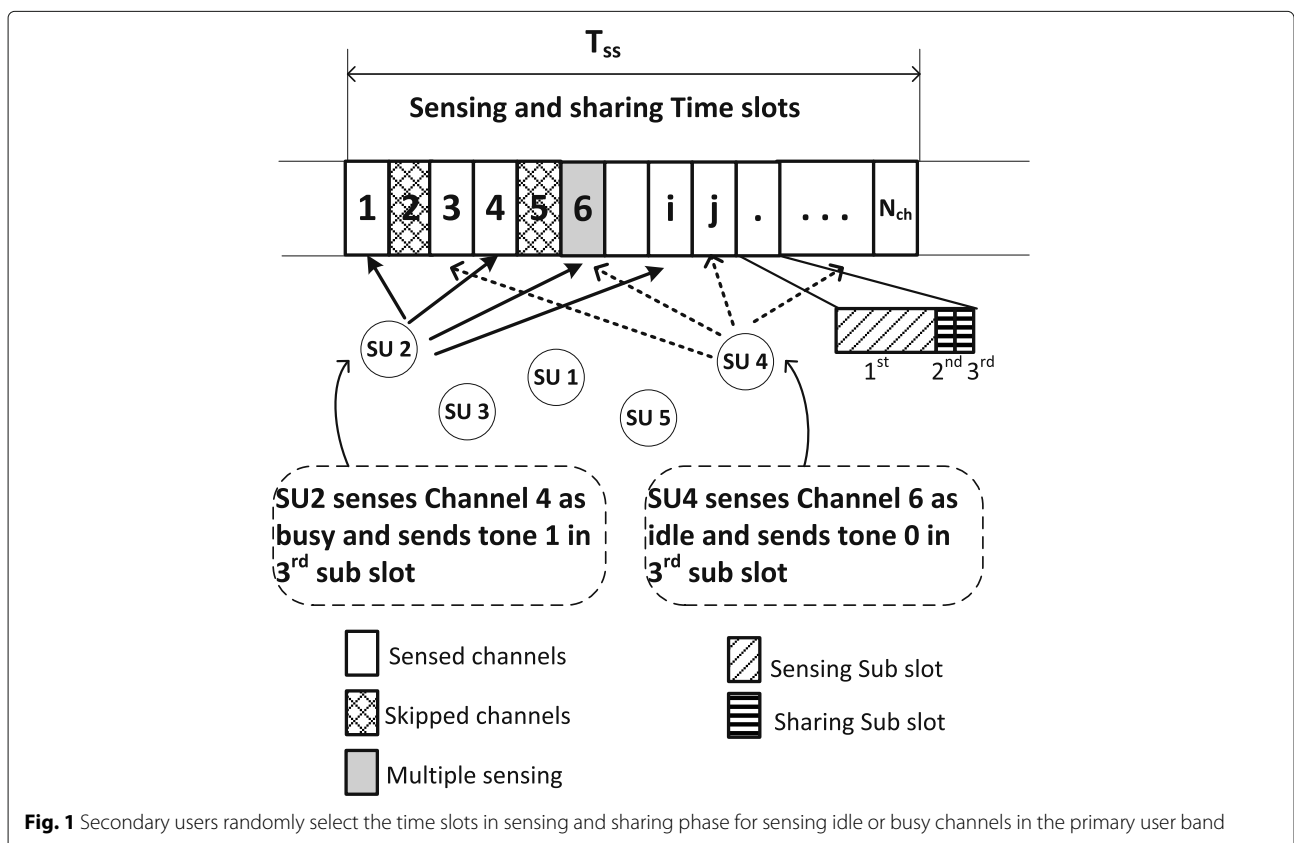 Tss
Sensing and sharing Time slots
1 2 3 4 5 6 i j . . . . Nch
SU 2
SU 4
1st 2nd 3rd
SU 1
SU 3
SU 5
SU2 senses Channel 4 as
busy and sends tone 1 in
3rd sub slot
SU4 senses Channel 6 as
idle and sends tone 0 in
3rd sub slot
Sensed channels
Skipped channels
Multiple sensing
Sensing Sub slot
Sharing Sub slot
Fig. 1 Secondary users randomly select the time slots in sensing and sharing phase for sensing idle or busy channels in the primary user band